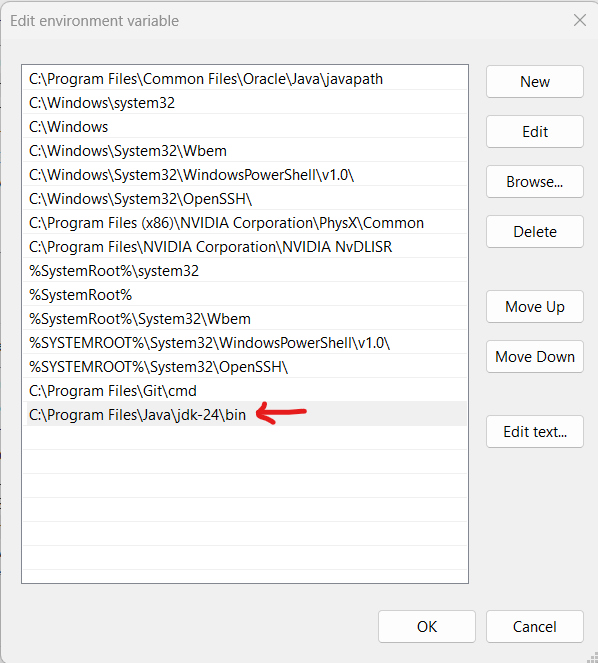 Edit environment variable
C:\Program Files\Common Files\Oracle\Java\javapath
C:\Windows\system32
C:\Windows
C:\Windows\System32\Wbem
C:\Windows\System32\WindowsPowerShell\v1.0\
C:\Windows\System32\OpenSSH\
C:\Program Files (x86)\NVIDIA Corporation\PhysX\Common
C:\Program Files\NVIDIA Corporation\NVIDIA NvDLISR
%SystemRoot%\system32
%SystemRoot%
%SystemRoot%\System32\Wbem
%SYSTEMROOT%\System32\WindowsPowerShell\v1.0\
%SYSTEMROOT%\System32\OpenSSH\
C:\Program Files\Git\cmd
C:\Program Files\Java\jdk-24\bin
New
Edit
Browse...
Delete
Move Up
Move Down
Edit text...
OK
Cancel